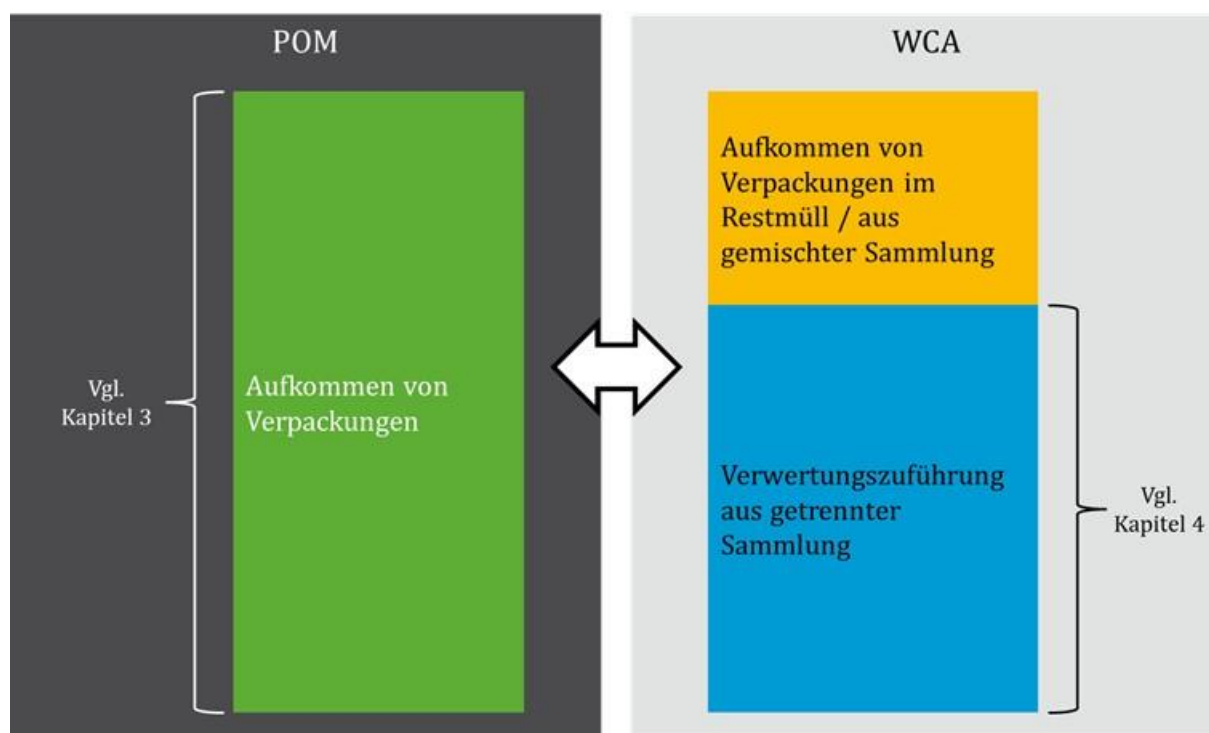 POM
Vgl.
Kapitel 3
Aufkommen von
Verpackungen
WCA
Aufkommen von
Verpackungen im
Restmüll / aus
gemischter Sammlung
Verwertungszuführung
aus getrennter
Sammlung
Vgl.
Kapitel 4